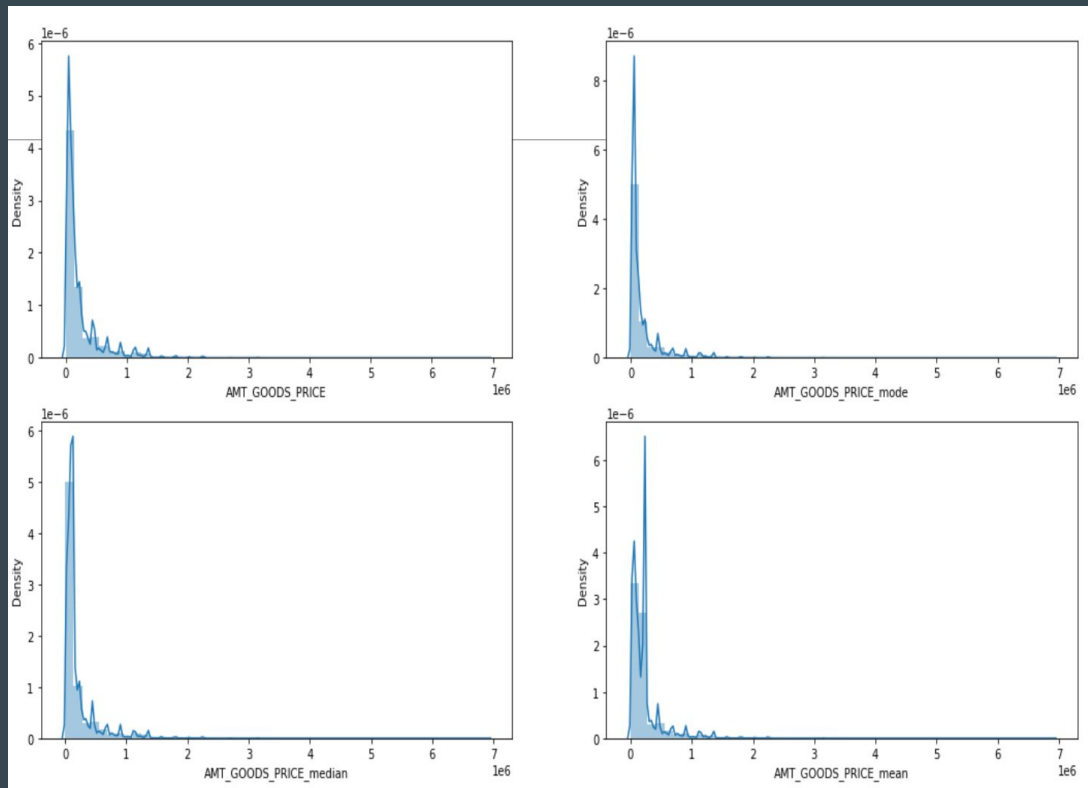 1e−6
6
5
4
3
2
1
0
Density
0 1 2 3 4 5 6 7
1e6
AMT_GOODS_PRICE
1e−6
8
6
4
2
0
Density
0 1 2 3 4 5 6 7
1e6
AMT_GOODS_PRICE_mode
1e−6
6
5
4
3
2
1
0
Density
0 1 2 3 4 5 6 7
1e6
AMT_GOODS_PRICE_median
1e−6
6
5
4
3
2
1
0
Density
0 1 2 3 4 5 6 7
1e6
AMT_GOODS_PRICE_mean